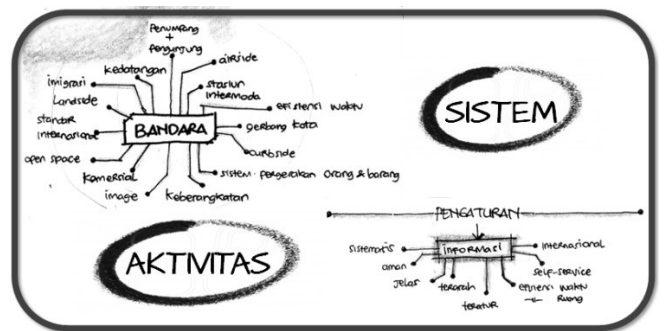 Penumpang
+
Pengunjung
airside
Kedatangan
stasiun
intermoda
imigrasi
Landside
efisiensi waktu
standar
internasional
BANDARA
gerbang kota
curbside
open space
Komersial
sistem pergerakan orang & barang
image
Keberangkatan
SISTEM
AKTIVITAS
PENGATURAN
informasi
sistematis
aman
jelas
terarah
teratur
internasional
self-service
efisiensi waktu
Ruang